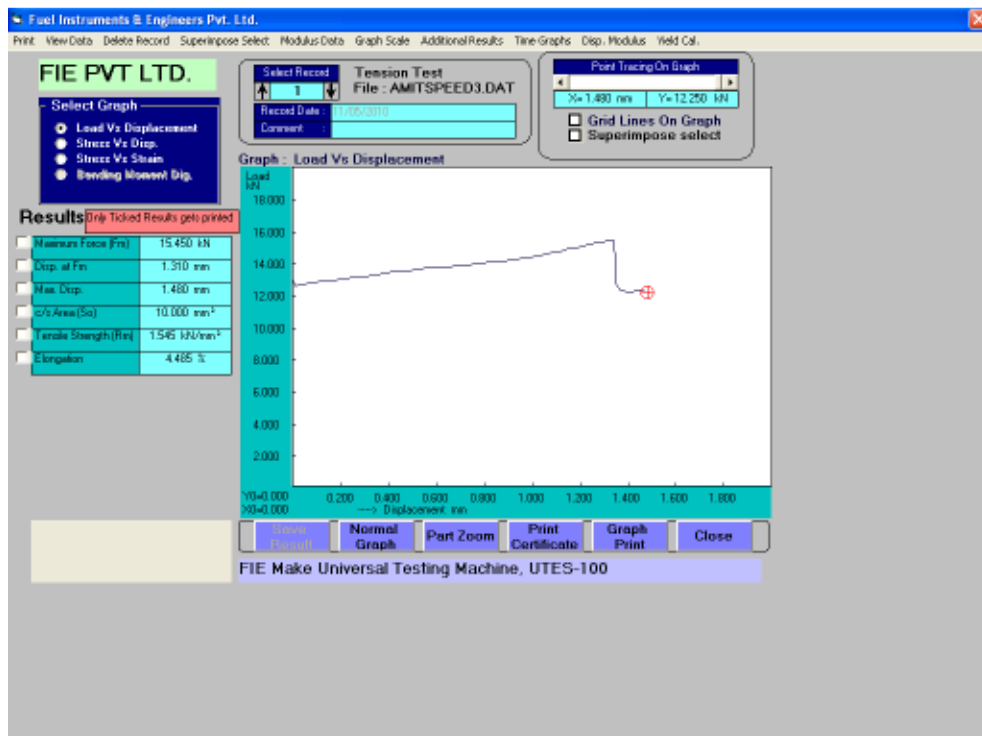 Fuel Instruments & Engineers Pvt. Ltd.
Print View Data Delete Record Superimpose Select Modulus Data Graph Scale Additional Results Time Graphs Disp. Modulus Yield Cal.
FIE PVT LTD.
Select Graph
Load Vs Displacement
Stress Vs Disp.
Stress Vs Strain
Bending Moment Dig.
Select Record
1
Tension Test
File : AMITSPEED3.DAT
Record Date : 11/05/2010
Comment :
Point Tracing On Graph
X= 1.480 mm Y= 12.250 kN
Grid Lines On Graph
Superimpose select
Results Only Ticked Results gets printed
Maximum Force (Fm) 15.450 kN
Disp. at Fm 1.310 mm
Max. Disp. 1.480 mm
c/s Area (So) 10.000 mm²
Tensile Strength (Rm) 1.545 kN/mm²
Elongation 4.485 %
Graph : Load Vs Displacement
Load
kN
18.000
16.000
14.000
12.000
10.000
8.000
6.000
4.000
2.000
Y0=0.000 0.200 0.400 0.600 0.800 1.000 1.200 1.400 1.600 1.800
X0=0.000 ---> Displacement mm
Save Result
Normal Graph
Part Zoom
Print Certificate
Graph Print
Close
FIE Make Universal Testing Machine, UTES-100